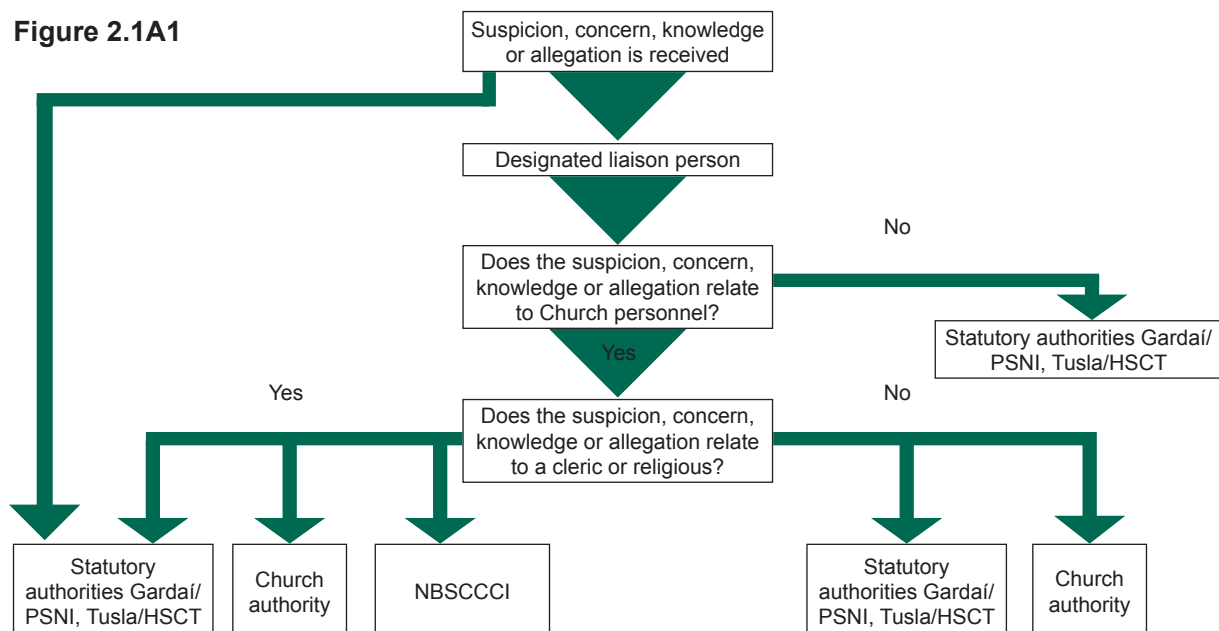 Figure 2.1A1
Suspicion, concern, knowledge
or allegation is received
Designated liaison person
No
Does the suspicion, concern,
knowledge or allegation relate
to Church personnel?
Statutory authorities Gardaí/
PSNI, Tusla/HSCT
Yes
Yes
No
Does the suspicion, concern,
knowledge or allegation relate
to a cleric or religious?
Statutory
authorities Gardaí/
PSNI, Tusla/HSCT
Church
authority
NBSCCCI
Statutory
authorities Gardaí/
PSNI, Tusla/HSCT
Church
authority